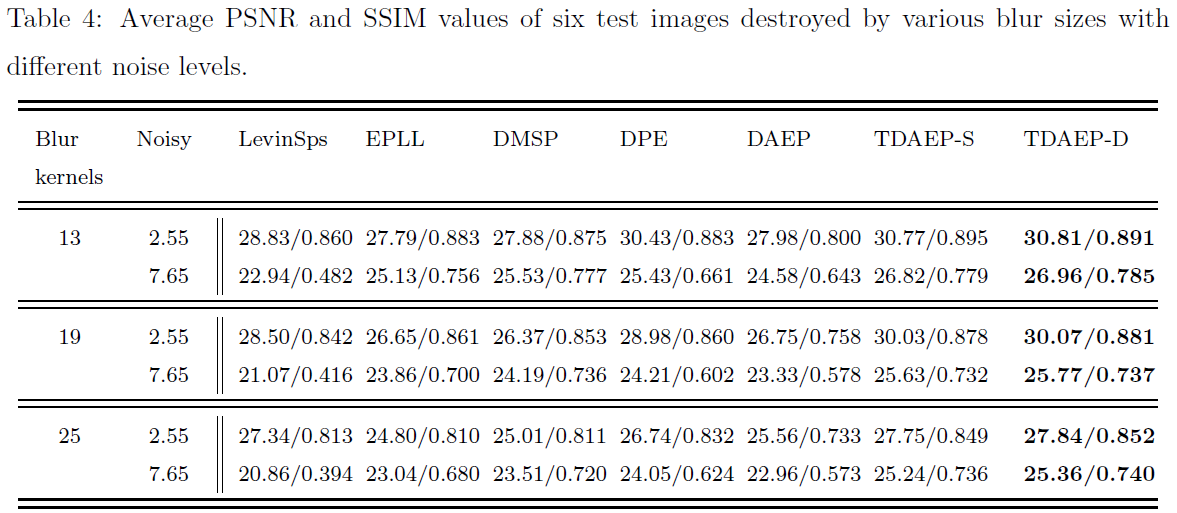 Table 4: Average PSNR and SSIM values of six test images destroyed by various blur sizes with
different noise levels.
Blur Noisy LevinSps EPLL DMSP DPE DAEP TDAEP-S TDAEP-D
kernels
13 2.55 28.83/0.860 27.79/0.883 27.88/0.875 30.43/0.883 27.98/0.800 30.77/0.895 30.81/0.891
7.65 22.94/0.482 25.13/0.756 25.53/0.777 25.43/0.661 24.58/0.643 26.82/0.779 26.96/0.785
19 2.55 28.50/0.842 26.65/0.861 26.37/0.853 28.98/0.860 26.75/0.758 30.03/0.878 30.07/0.881
7.65 21.07/0.416 23.86/0.700 24.19/0.736 24.21/0.602 23.33/0.578 25.63/0.732 25.77/0.737
25 2.55 27.34/0.813 24.80/0.810 25.01/0.811 26.74/0.832 25.56/0.733 27.75/0.849 27.84/0.852
7.65 20.86/0.394 23.04/0.680 23.51/0.720 24.05/0.624 22.96/0.573 25.24/0.736 25.36/0.740